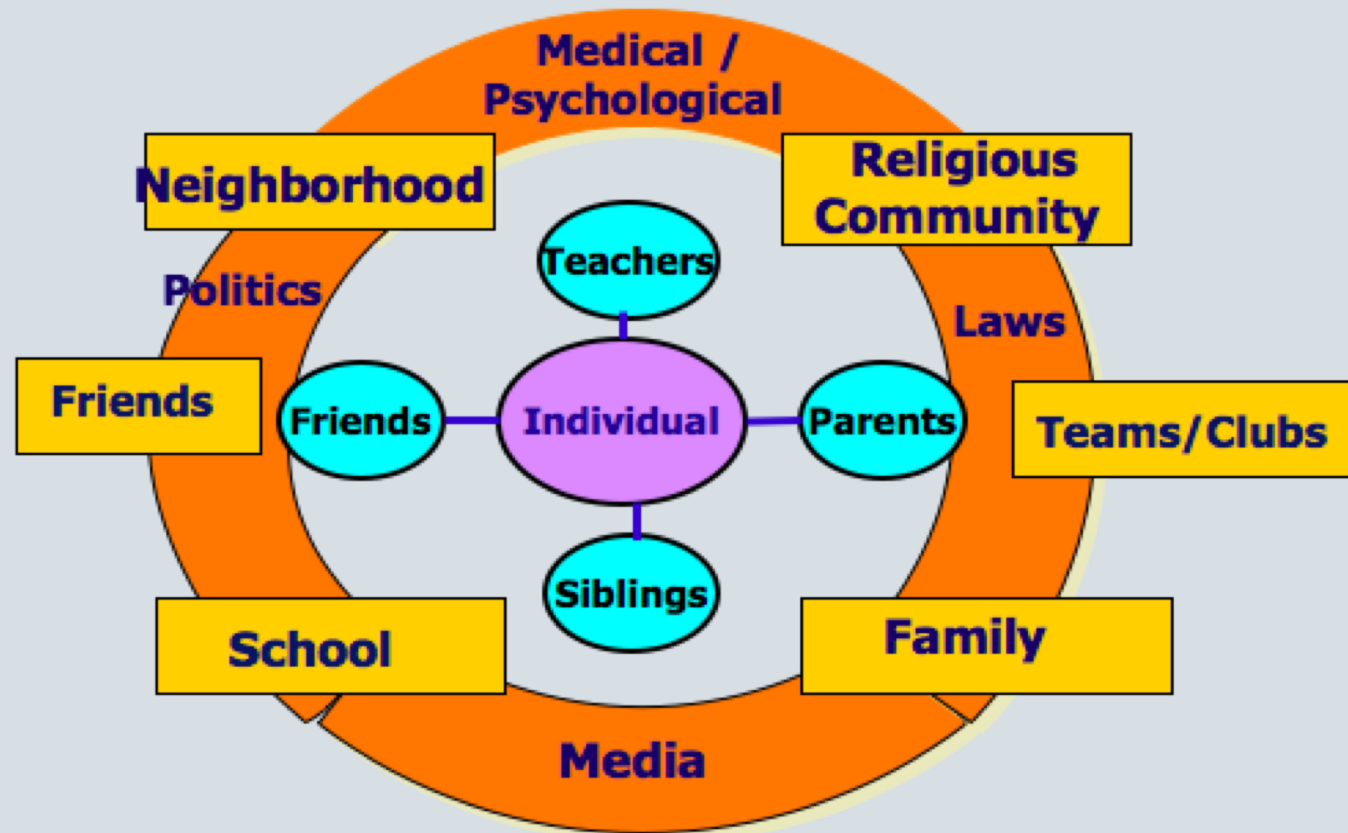 Medical /
Psychological
Neighborhood
Religious
Community
Teachers
Politics
Laws
Friends
Friends
Individual
Parents
Teams/Clubs
Siblings
School
Family
Media